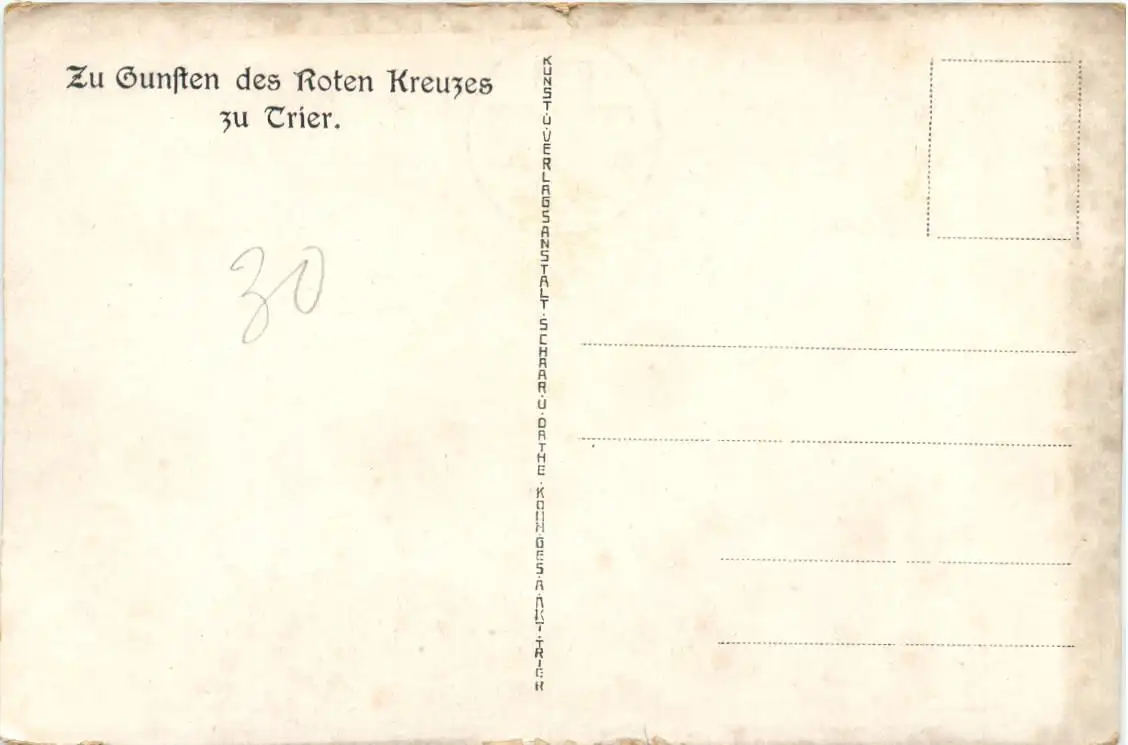 Zu Gunſten des Roten Kreuzes
zu Trier.
30
KUNST·U·VERLAGSANSTALT·SCHAAR·U·DATHE·KOMM·GES·A·AKT·TRIER